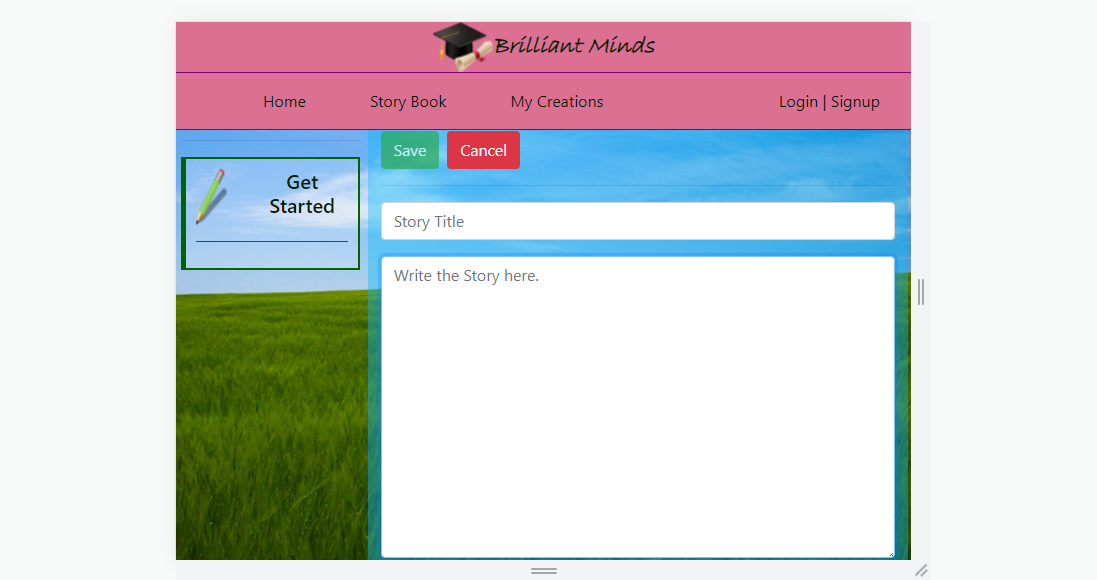 Brilliant Minds
Home Story Book My Creations Login | Signup
Save Cancel
Get
Started
Story Title
Write the Story here.